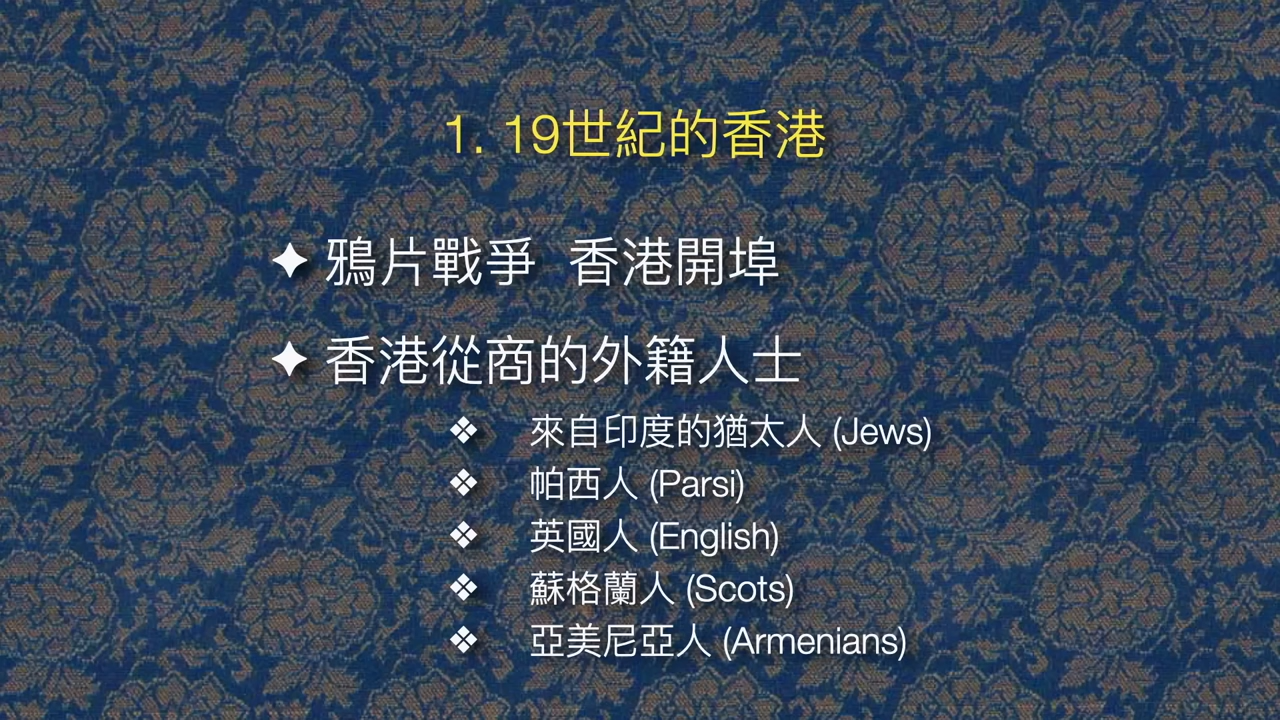 1. 19世紀的香港
✦ 鴉片戰爭 香港開埠
✦ 香港從商的外籍人士
❖ 來自印度的猶太人 (Jews)
❖ 帕西人 (Parsi)
❖ 英國人 (English)
❖ 蘇格蘭人 (Scots)
❖ 亞美尼亞人 (Armenians)